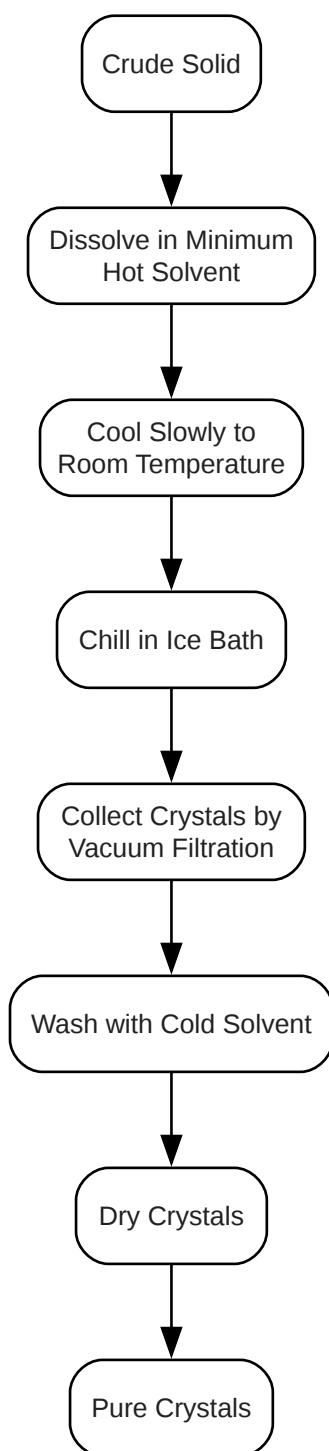 Crude Solid
Dissolve in Minimum
Hot Solvent
Cool Slowly to
Room Temperature
Chill in Ice Bath
Collect Crystals by
Vacuum Filtration
Wash with Cold Solvent
Dry Crystals
Pure Crystals